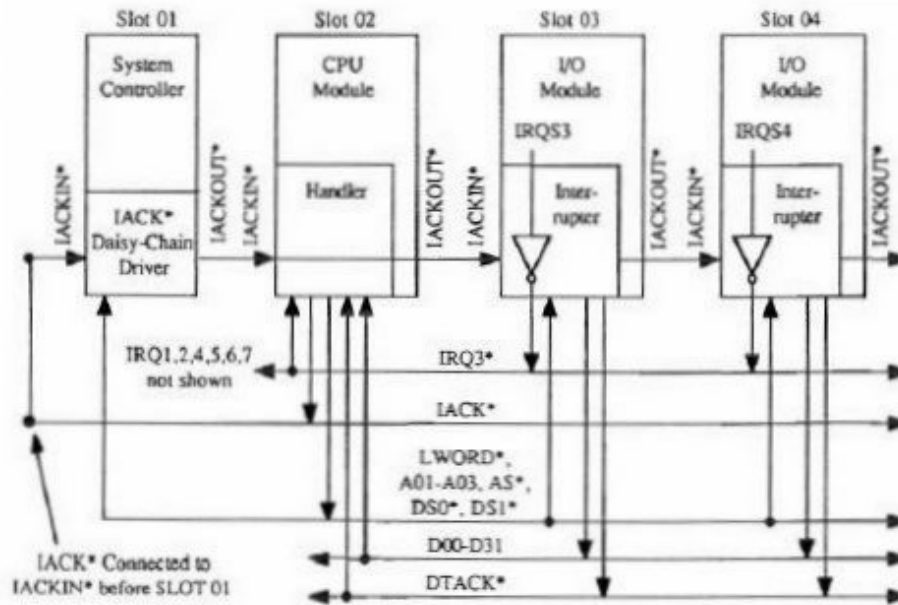 Slot 01
Slot 02
Slot 03
Slot 04
System
Controller
CPU
Module
I/O
Module
I/O
Module
IRQS3
IRQS4
IACKIN*
IACKOUT*
IACKIN*
IACKOUT*
IACKIN*
IACKOUT*
IACKIN*
IACKOUT*
Handler
Inter-
rupter
Inter-
rupter
IACK*
Daisy-Chain
Driver
IRQ1,2,4,5,6,7
not shown
IRQ3*
IACK*
LWORD*,
A01-A03, AS*,
DS0*, DS1*
D00-D31
DTACK*
IACK* Connected to
IACKIN* before SLOT 01